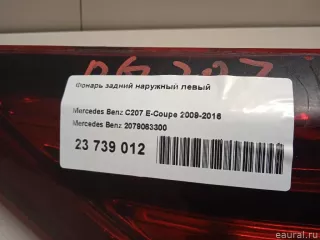 Фонарь задний наружный левый
Mercedes Benz C207 E-Coupe 2009-2016
Mercedes Benz 2079063300
23 739 012
eaural.ru